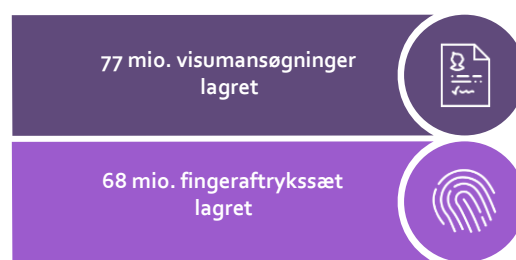 77 mio. visumansøgninger
lagret
68 mio. fingeraftrykssæt
lagret